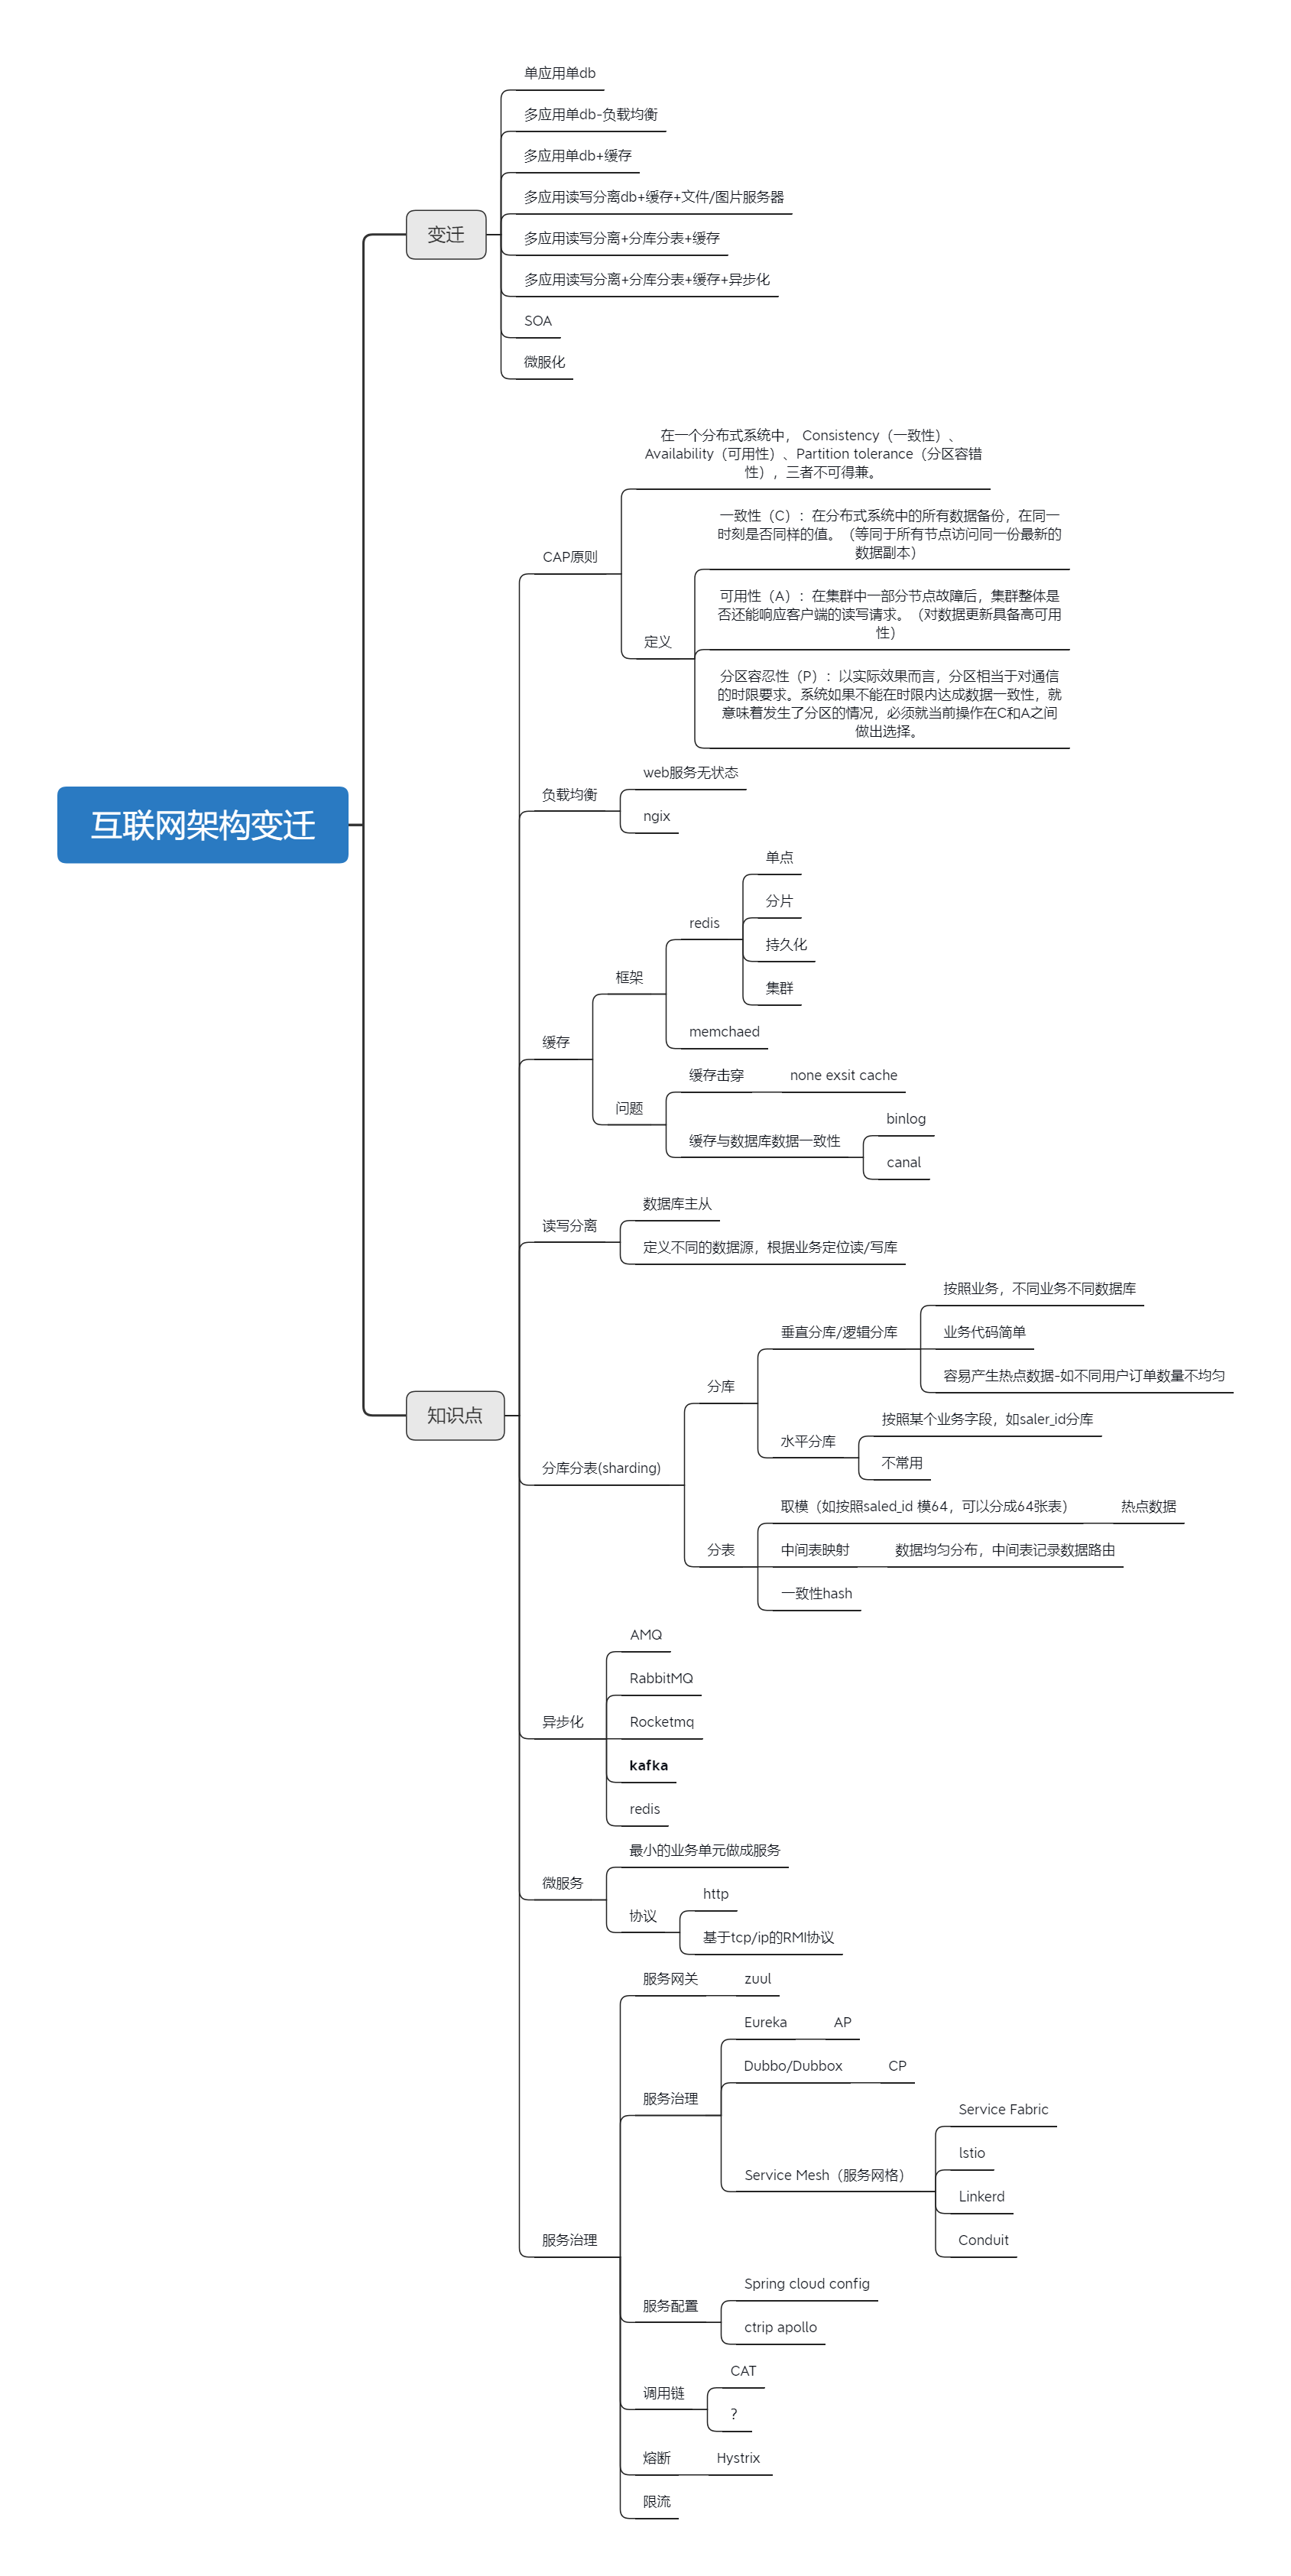 互联网架构变迁
变迁
单应用单db
多应用单db-负载均衡
多应用单db+缓存
多应用读写分离db+缓存+文件/图片服务器
多应用读写分离+分库分表+缓存
多应用读写分离+分库分表+缓存+异步化
SOA
微服化
知识点
CAP原则
在一个分布式系统中， Consistency（一致性）、
Availability（可用性）、Partition tolerance（分区容错
性），三者不可得兼。
定义
一致性（C）：在分布式系统中的所有数据备份，在同一
时刻是否同样的值。（等同于所有节点访问同一份最新的
数据副本）
可用性（A）：在集群中一部分节点故障后，集群整体是
否还能响应客户端的读写请求。（对数据更新具备高可用
性）
分区容忍性（P）：以实际效果而言，分区相当于对通信
的时限要求。系统如果不能在时限内达成数据一致性，就
意味着发生了分区的情况，必须就当前操作在C和A之间
做出选择。
负载均衡
web服务无状态
ngix
缓存
框架
redis
单点
分片
持久化
集群
memchaed
问题
缓存击穿
none exsit cache
缓存与数据库数据一致性
binlog
canal
读写分离
数据库主从
定义不同的数据源，根据业务定位读/写库
分库分表(sharding)
分库
垂直分库/逻辑分库
按照业务，不同业务不同数据库
业务代码简单
容易产生热点数据-如不同用户订单数量不均匀
水平分库
按照某个业务字段，如saler_id分库
不常用
分表
取模（如按照saled_id 模64，可以分成64张表）
热点数据
中间表映射
数据均匀分布，中间表记录数据路由
一致性hash
异步化
AMQ
RabbitMQ
Rocketmq
kafka
redis
微服务
最小的业务单元做成服务
协议
http
基于tcp/ip的RMI协议
服务治理
服务网关
zuul
服务治理
Eureka
AP
Dubbo/Dubbox
CP
Service Mesh（服务网格）
Service Fabric
lstio
Linkerd
Conduit
服务配置
Spring cloud config
ctrip apollo
调用链
CAT
?
熔断
Hystrix
限流